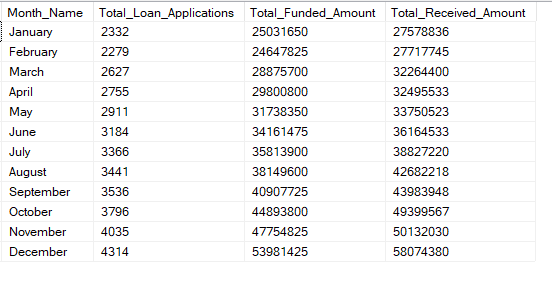 Month_Name Total_Loan_Applications Total_Funded_Amount Total_Received_Amount
January 2332 25031650 27578836
February 2279 24647825 27717745
March 2627 28875700 32264400
April 2755 29800800 32495533
May 2911 31738350 33750523
June 3184 34161475 36164533
July 3366 35813900 38827220
August 3441 38149600 42682218
September 3536 40907725 43983948
October 3796 44893800 49399567
November 4035 47754825 50132030
December 4314 53981425 58074380